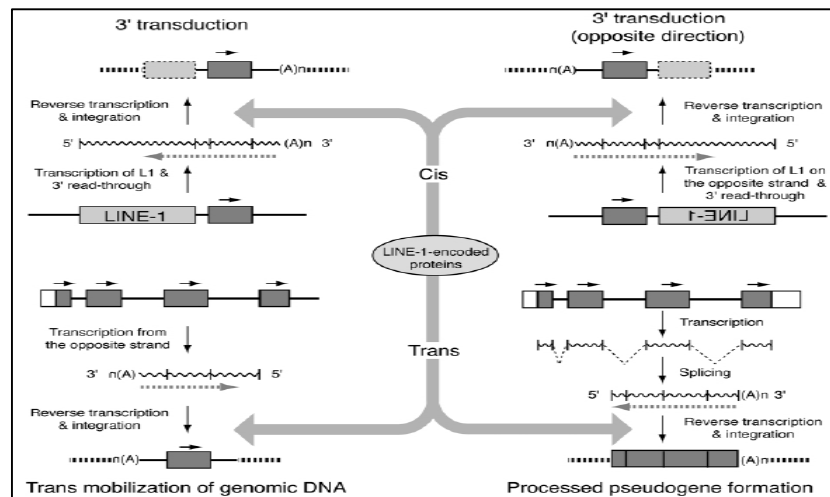 3' transduction
(A)n
Reverse transcription
& integration
5'
(A)n 3'
Transcription of L1 &
3' read-through
LINE-1
3' transduction
(opposite direction)
n(A)
Reverse transcription
& integration
3' n(A)
5'
Transcription of L1 on
the opposite strand &
3' read-through
LINE-1
Cis
LINE-1-encoded
proteins
Trans
Transcription from
the opposite strand
3' n(A)
5'
Reverse transcription
& integration
n(A)
Trans mobilization of genomic DNA
Transcription
Splicing
5'
(A)n 3'
Reverse transcription
& integration
(A)n
Processed pseudogene formation